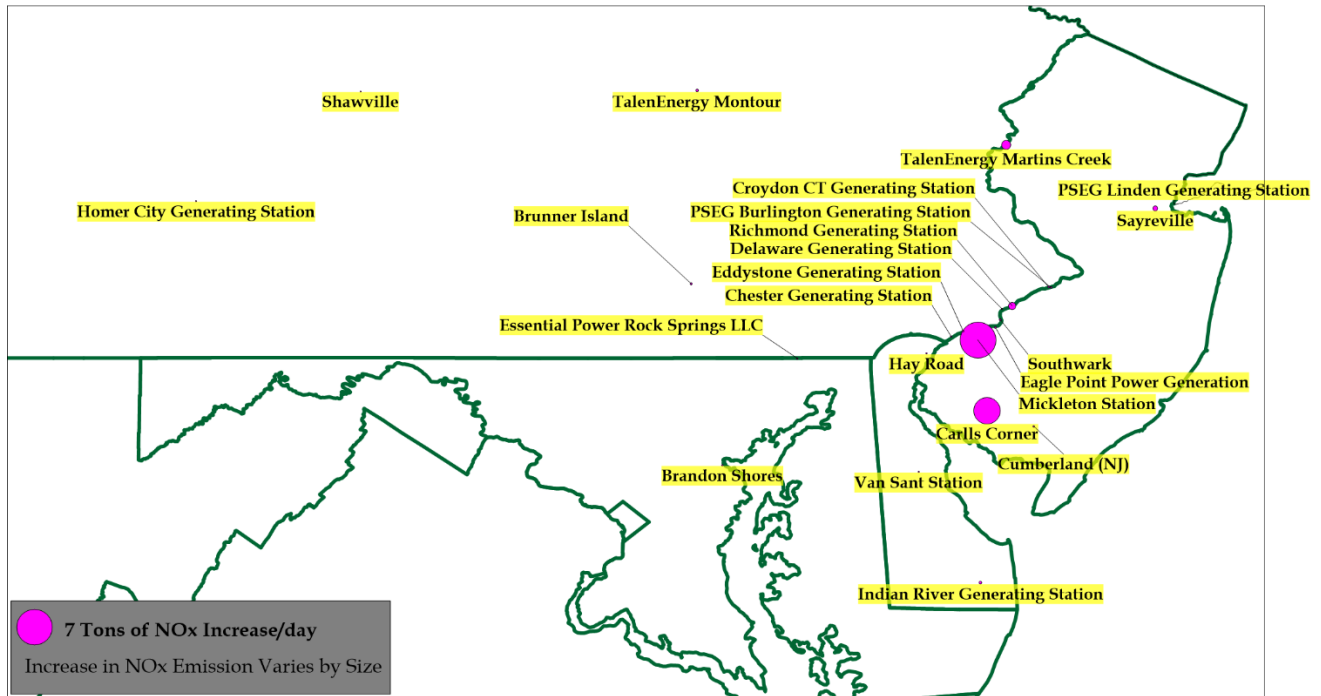 Shawville
TalenEnergy Montour
TalenEnergy Martins Creek
Croydon CT Generating Station
PSEG Linden Generating Station
Homer City Generating Station
Brunner Island
PSEG Burlington Generating Station
Sayreville
Richmond Generating Station
Delaware Generating Station
Eddystone Generating Station
Chester Generating Station
Essential Power Rock Springs LLC
Hay Road
Southwark
Eagle Point Power Generation
Mickleton Station
Carlls Corner
Cumberland (NJ)
Brandon Shores
Van Sant Station
Indian River Generating Station
7 Tons of NOx Increase/day
Increase in NOx Emission Varies by Size